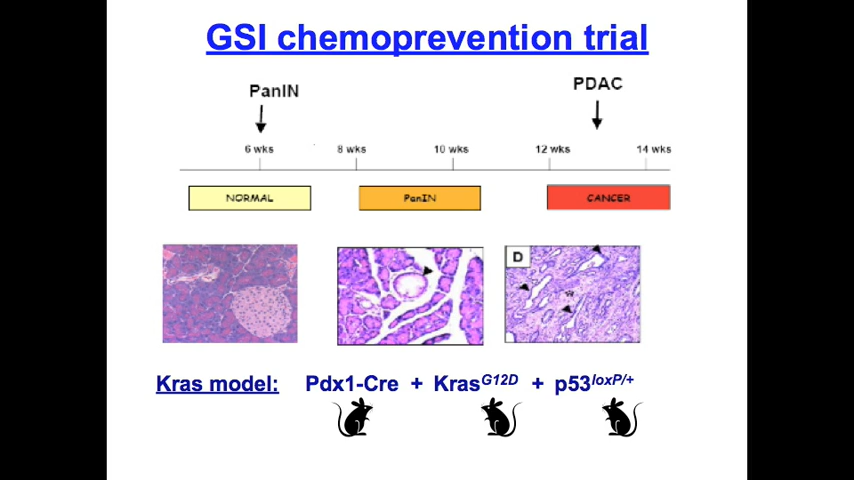 GSI chemoprevention trial
PanIN
PDAC
6 wks 8 wks 10 wks 12 wks 14 wks
NORMAL PanIN CANCER
D
Kras model: Pdx1-Cre + KrasG12D + p53loxP/+